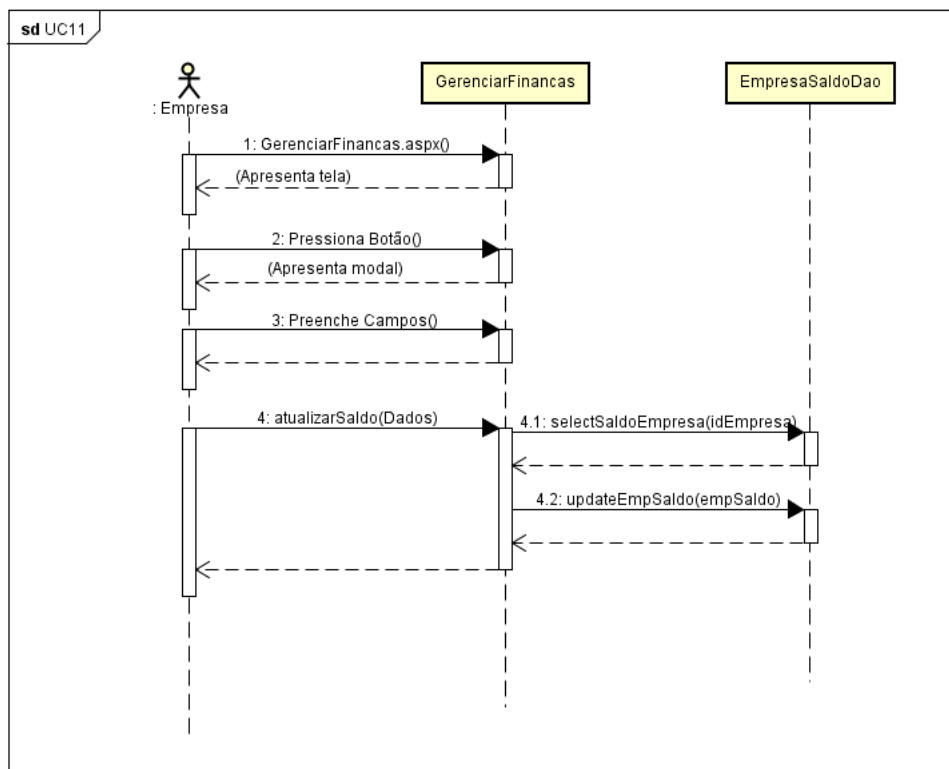 sd UC11
: Empresa
GerenciarFinancas
EmpresaSaldoDao
1: GerenciarFinancas.aspx()
(Apresenta tela)
2: Pressiona Botão()
(Apresenta modal)
3: Preenche Campos()
4: atualizarSaldo(Dados)
4.1: selectSaldoEmpresa(idEmpresa)
4.2: updateEmpSaldo(empSaldo)